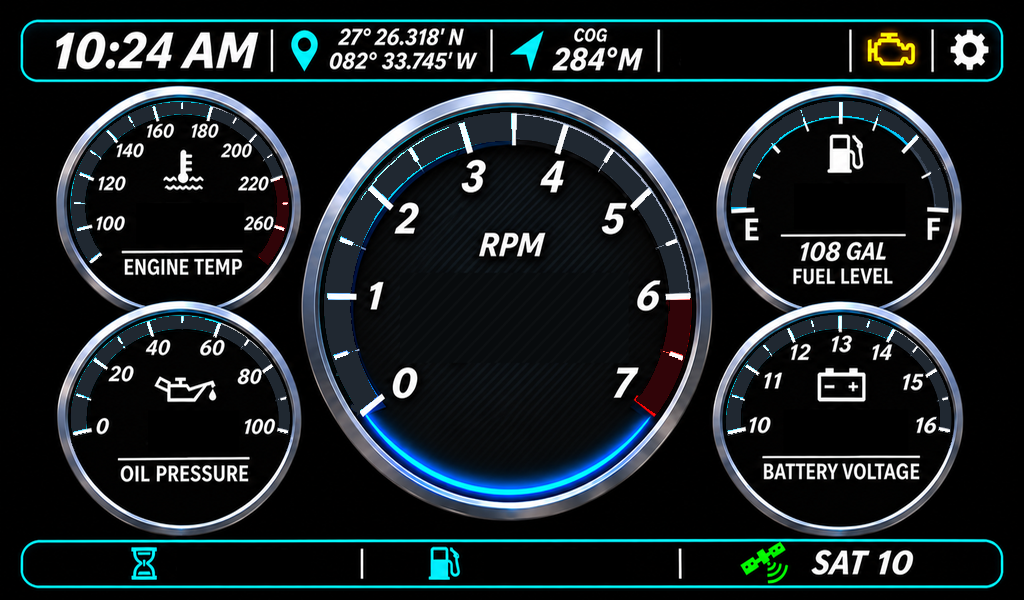 10:24 AM
27° 26.318' N
082° 33.745' W
COG
284°M
100
120
140
160
180
200
220
260
ENGINE TEMP
0
1
2
3
4
5
6
7
RPM
E
F
108 GAL
FUEL LEVEL
0
20
40
60
80
100
OIL PRESSURE
10
11
12
13
14
15
16
- +
BATTERY VOLTAGE
SAT 10